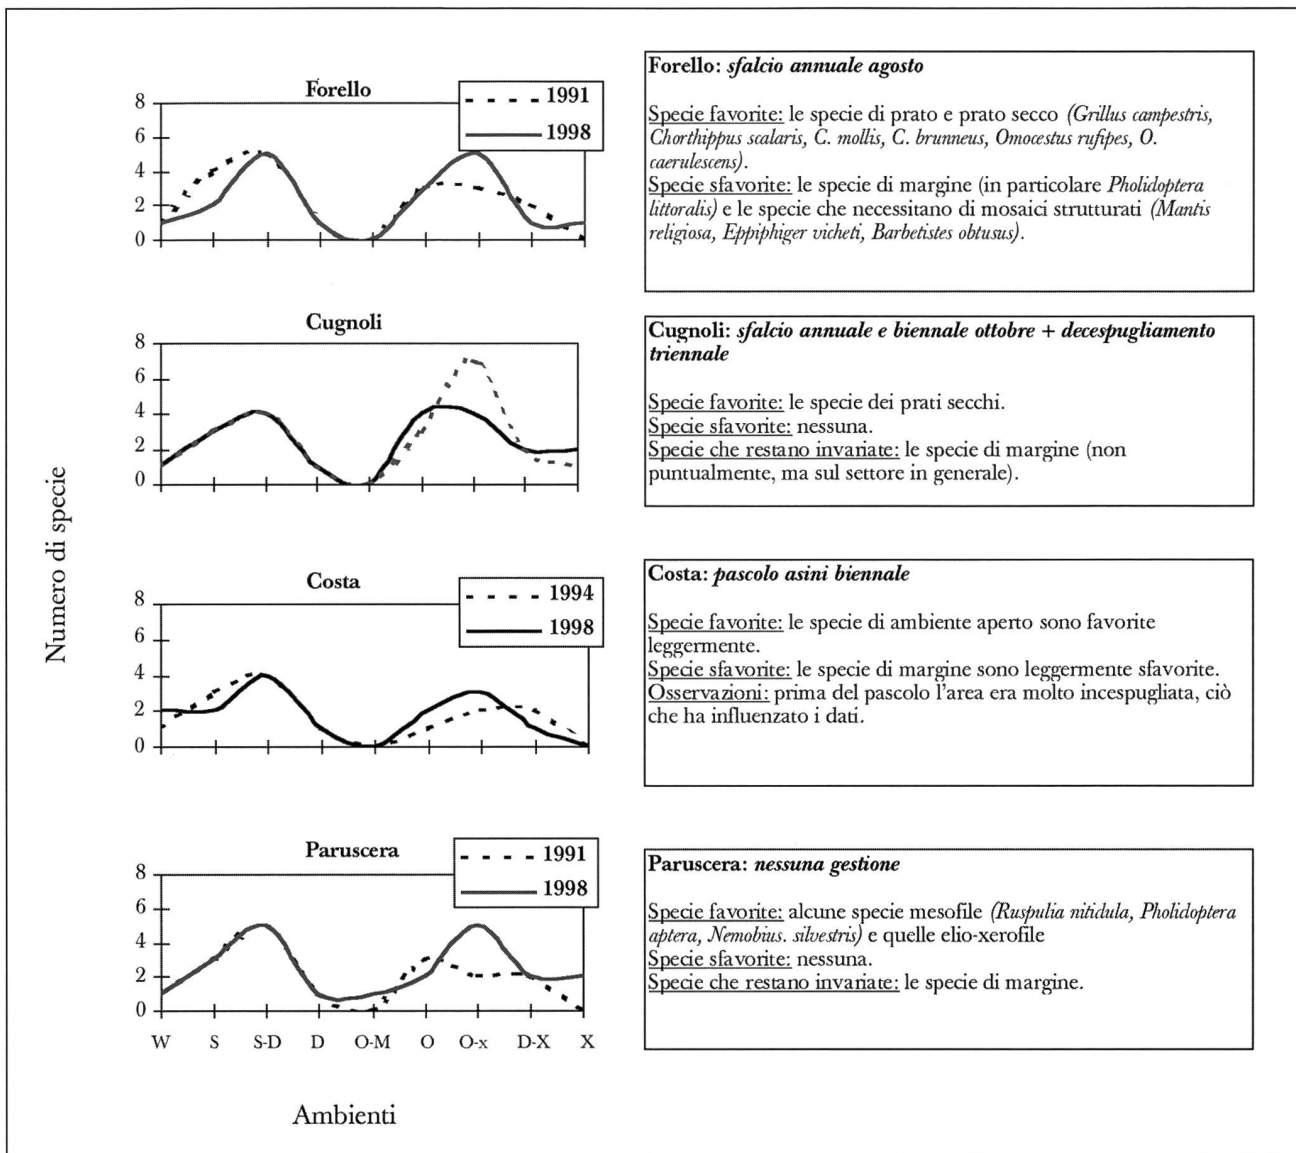 Numero di specie
Forello
1991
1998
8
6
4
2
0
Forello: sfalcio annuale agosto
Specie favorite: le specie di prato e prato secco (Grillus campestris,
Chorthippus scalaris, C. mollis, C. brunneus, Omocestus rufipes, O.
caerulescens).
Specie sfavorite: le specie di margine (in particolare Pholidoptera
littoralis) e le specie che necessitano di mosaici strutturati (Mantis
religiosa, Eppiphiger vicheti, Barbetistes obtusus).
Cugnoli
8
6
4
2
0
Cugnoli: sfalcio annuale e biennale ottobre + decespugliamento
triennale
Specie favorite: le specie dei prati secchi.
Specie sfavorite: nessuna.
Specie che restano invariate: le specie di margine (non
puntualmente, ma sul settore in generale).
Costa
1994
1998
8
6
4
2
0
Costa: pascolo asini biennale
Specie favorite: le specie di ambiente aperto sono favorite
leggermente.
Specie sfavorite: le specie di margine sono leggermente sfavorite.
Osservazioni: prima del pascolo l'area era molto incespugliata, ciò
che ha influenzato i dati.
Paruscera
1991
1998
8
6
4
2
0
W S S-D D O-M O O-x D-X X
Ambienti
Paruscera: nessuna gestione
Specie favorite: alcune specie mesofile (Ruspulia nitidula, Pholidoptera
aptera, Nemobius. silvestris) e quelle elio-xerofile
Specie sfavorite: nessuna.
Specie che restano invariate: le specie di margine.